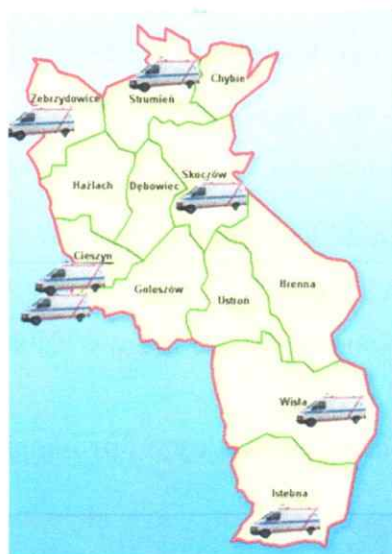 Chybie
Zebrzydowice
Strumień
Skoczów
Hażlach
Dębowiec
Cieszyn
Goleszów
Ustroń
Brenna
Wisła
Istebna